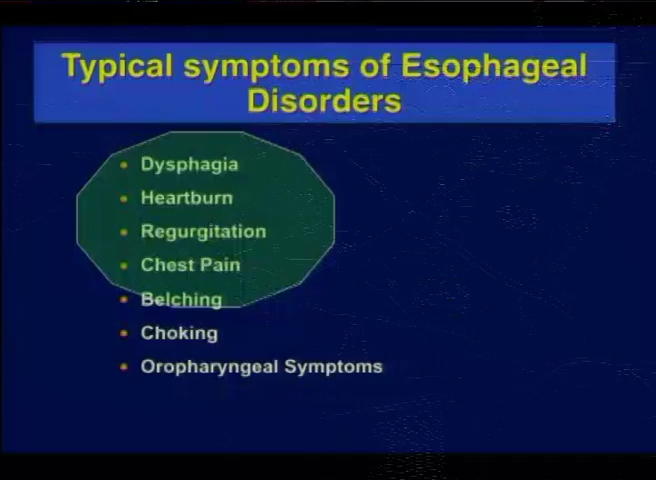 Typical symptoms of Esophageal
Disorders
• Dysphagia
• Heartburn
• Regurgitation
• Chest Pain
• Belching
• Choking
• Oropharyngeal Symptoms